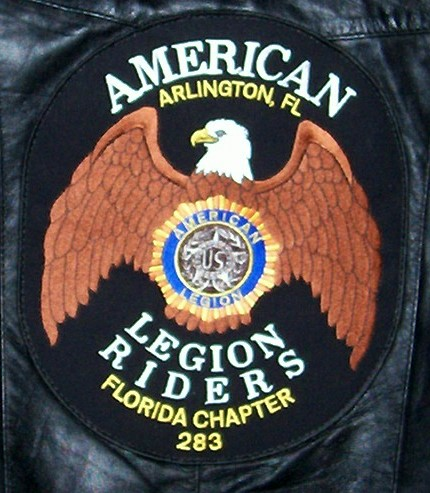 AMERICAN
ARLINGTON, FL
AMERICAN
US
LEGION
LEGION
RIDERS
FLORIDA CHAPTER
283